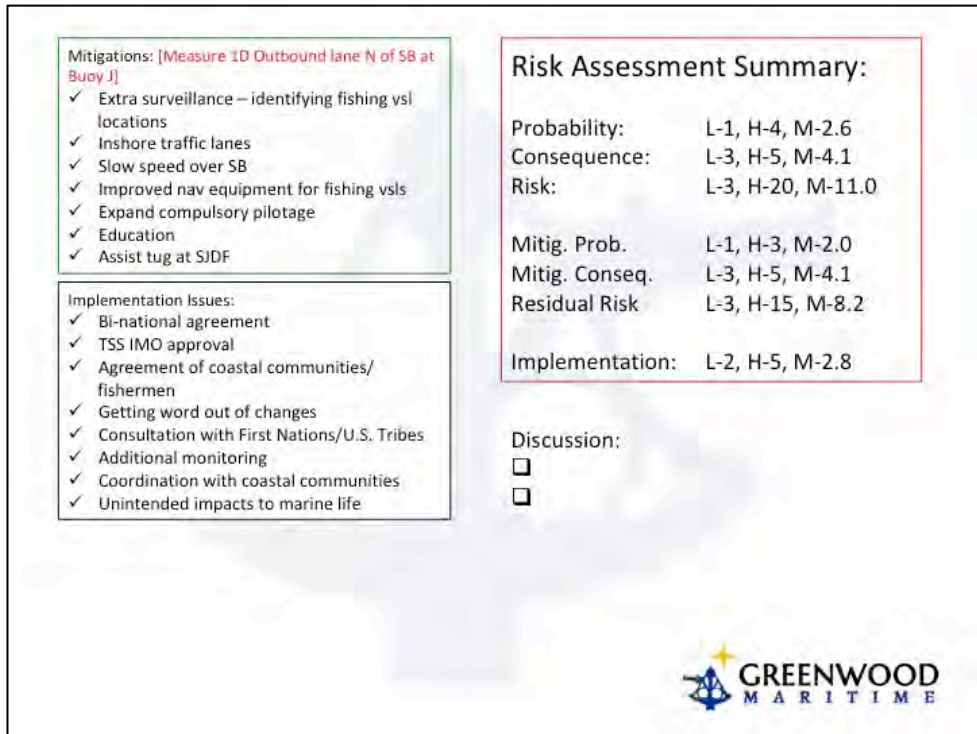 Mitigations: [Measure 1D Outbound lane N of SB at
Buoy J]
✓ Extra surveillance – identifying fishing vsl
locations
✓ Inshore traffic lanes
✓ Slow speed over SB
✓ Improved nav equipment for fishing vsls
✓ Expand compulsory pilotage
✓ Education
✓ Assist tug at SJDF
Implementation Issues:
✓ Bi-national agreement
✓ TSS IMO approval
✓ Agreement of coastal communities/
fishermen
✓ Getting word out of changes
✓ Consultation with First Nations/U.S. Tribes
✓ Additional monitoring
✓ Coordination with coastal communities
✓ Unintended impacts to marine life
Risk Assessment Summary:
Probability: L-1, H-4, M-2.6
Consequence: L-3, H-5, M-4.1
Risk: L-3, H-20, M-11.0
Mitig. Prob. L-1, H-3, M-2.0
Mitig. Conseq. L-3, H-5, M-4.1
Residual Risk L-3, H-15, M-8.2
Implementation: L-2, H-5, M-2.8
Discussion:
❑
❑
GREENWOOD
MARITIME